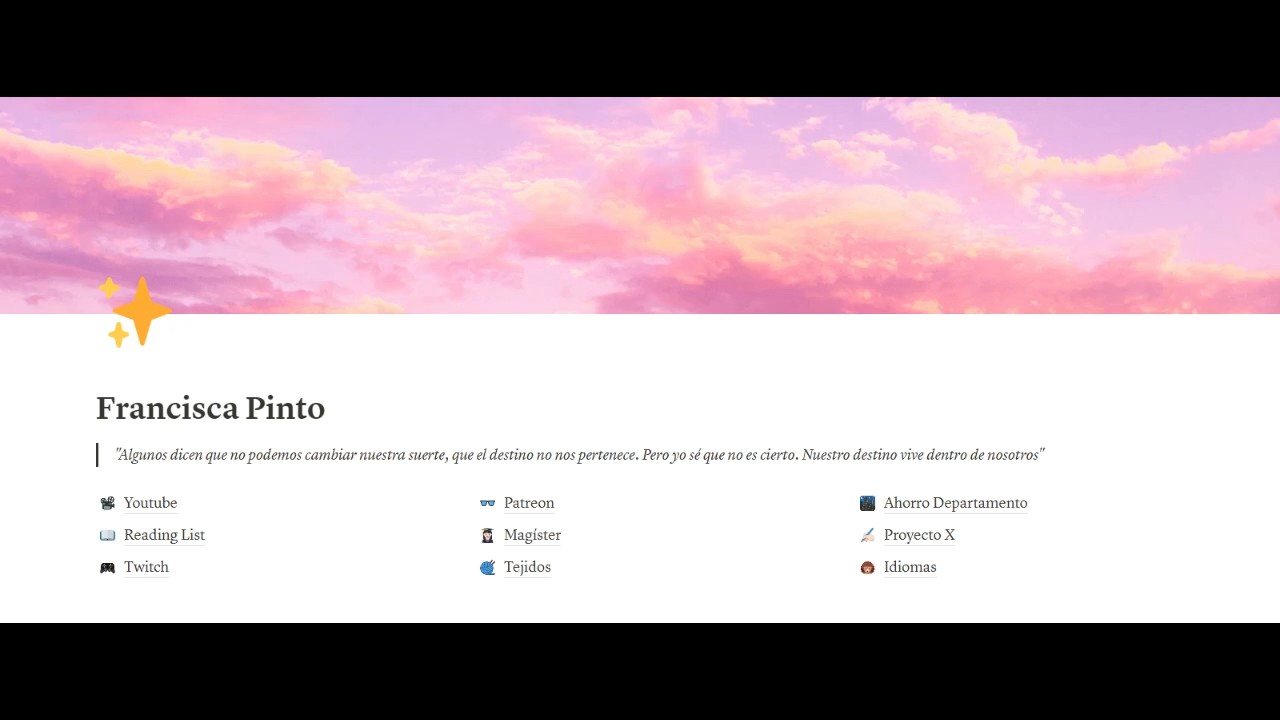 Francisca Pinto
"Algunos dicen que no podemos cambiar nuestra suerte, que el destino no nos pertenece. Pero yo sé que no es cierto. Nuestro destino vive dentro de nosotros"
Youtube
Patreon
Ahorro Departamento
Reading List
Magíster
Proyecto X
Twitch
Tejidos
Idiomas